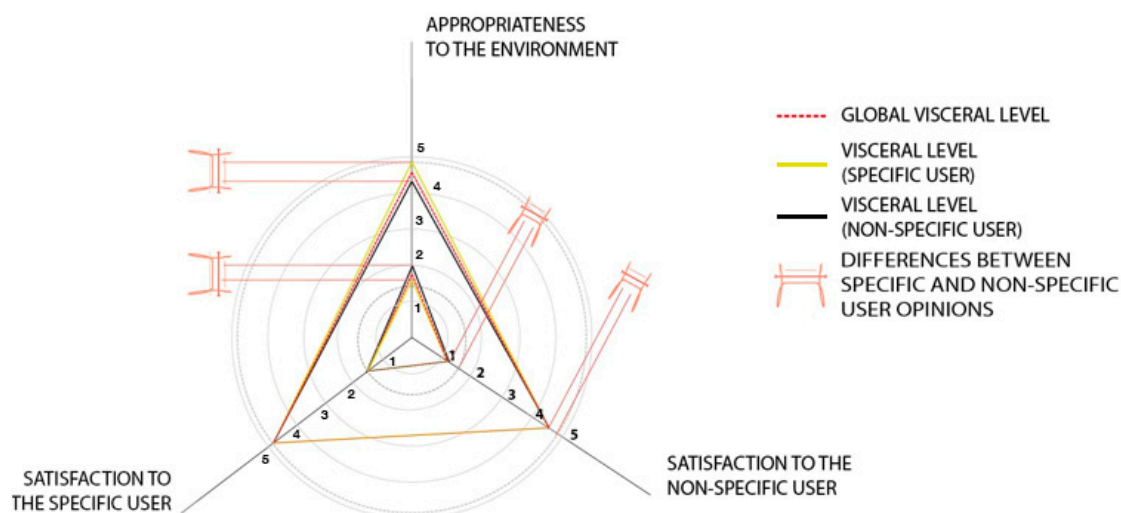 APPROPRIATENESS
TO THE ENVIRONMENT
GLOBAL VISCERAL LEVEL
VISCERAL LEVEL
(SPECIFIC USER)
VISCERAL LEVEL
(NON-SPECIFIC USER)
DIFFERENCES BETWEEN
SPECIFIC AND NON-SPECIFIC
USER OPINIONS
5
4
3
2
1
1
2
3
4
5
1
2
3
4
5
SATISFACTION TO
THE SPECIFIC USER
SATISFACTION TO THE
NON-SPECIFIC USER